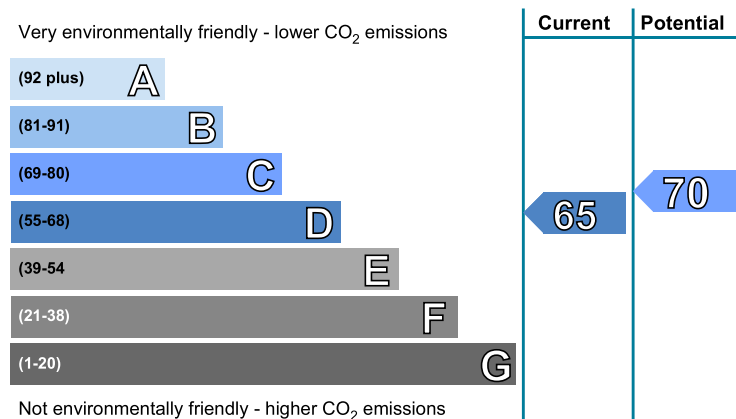 Very environmentally friendly - lower CO₂ emissions
Current
Potential
(92 plus) A
(81-91) B
(69-80) C
(55-68) D
(39-54 E
(21-38) F
(1-20) G
65
70
Not environmentally friendly - higher CO₂ emissions